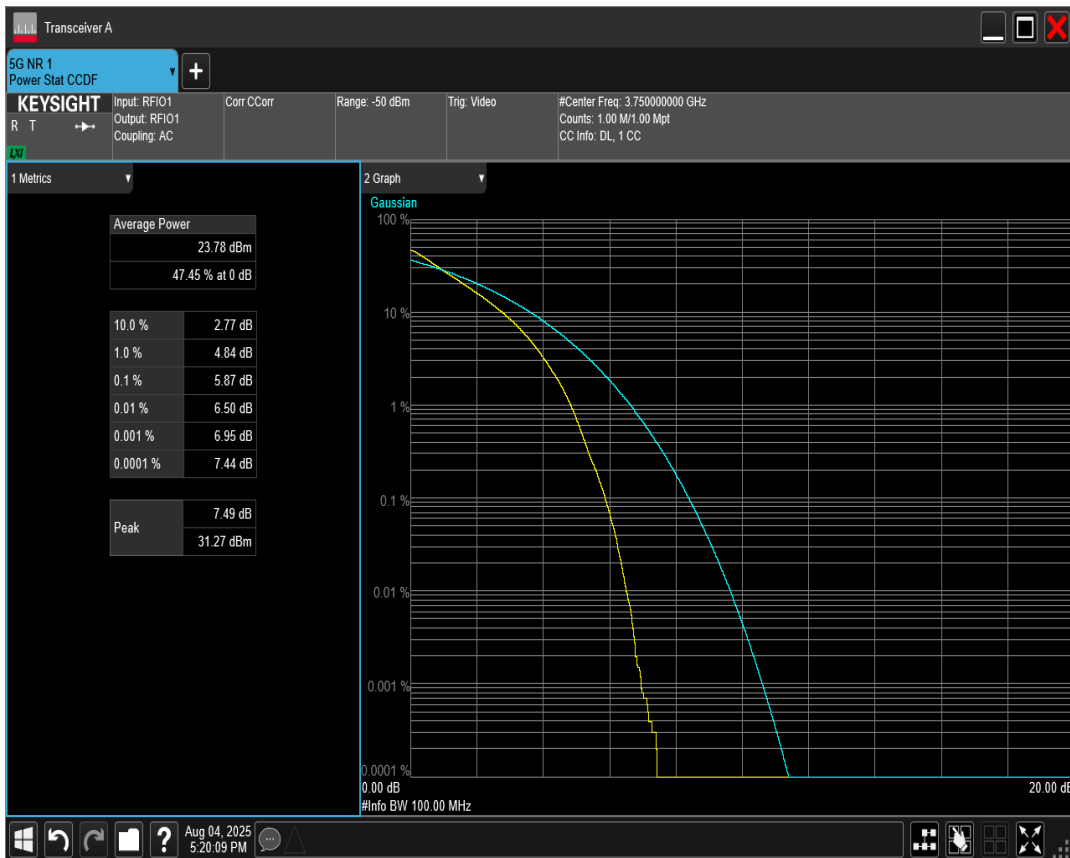 Transceiver A
5G NR 1
Power Stat CCDF
KEYSIGHT
R T
LXI
Input: RFIO1
Output: RFIO1
Coupling: AC
Corr CCorr
Range: -50 dBm
Trig: Video
#Center Freq: 3.750000000 GHz
Counts: 1.00 M/1.00 Mpt
CC Info: DL, 1 CC
1 Metrics
Average Power
23.78 dBm
47.45 % at 0 dB
10.0 % 2.77 dB
1.0 % 4.84 dB
0.1 % 5.87 dB
0.01 % 6.50 dB
0.001 % 6.95 dB
0.0001 % 7.44 dB
Peak 7.49 dB
31.27 dBm
2 Graph
Gaussian
100 %
10 %
1 %
0.1 %
0.01 %
0.001 %
0.0001 %
0.00 dB 20.00 dB
#Info BW 100.00 MHz
Aug 04, 2025
5:20:09 PM